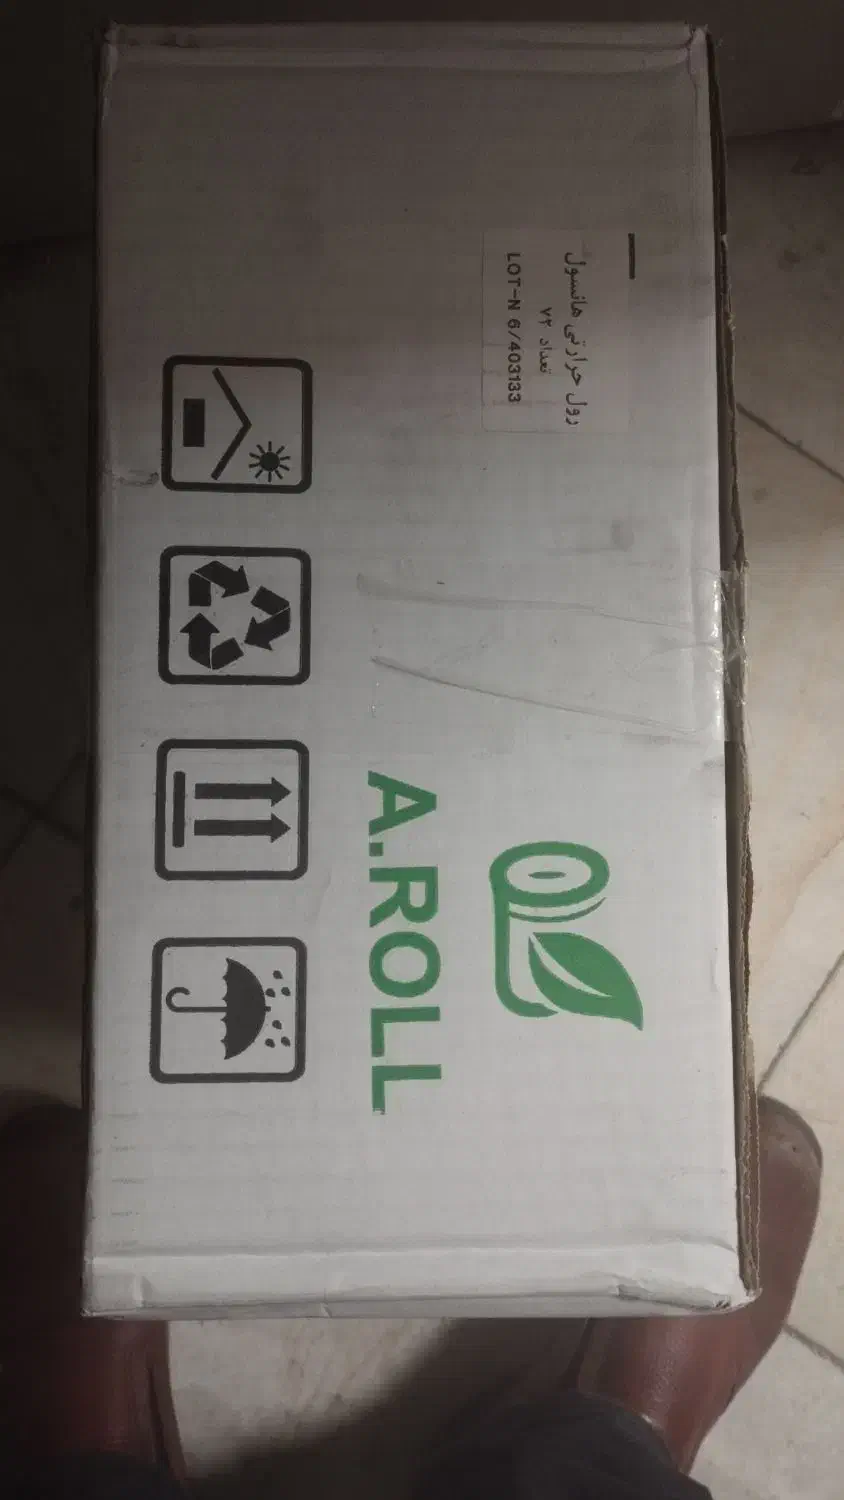 رول حرارتی هانسول
تعداد ۷۲
LOT-N 6/403133
A.ROLL